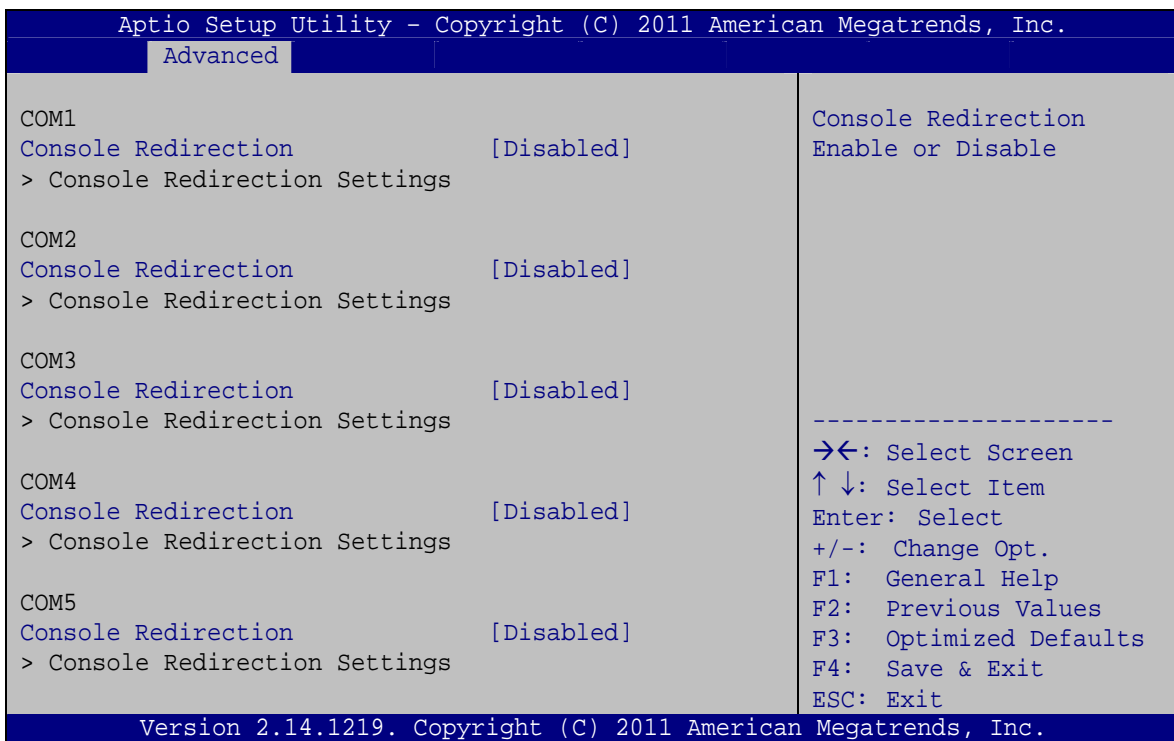 Aptio Setup Utility – Copyright (C) 2011 American Megatrends, Inc.
Advanced
COM1
Console Redirection [Disabled]
> Console Redirection Settings
COM2
Console Redirection [Disabled]
> Console Redirection Settings
COM3
Console Redirection [Disabled]
> Console Redirection Settings
COM4
Console Redirection [Disabled]
> Console Redirection Settings
COM5
Console Redirection [Disabled]
> Console Redirection Settings
Console Redirection
Enable or Disable
---------------------
→←: Select Screen
↑ ↓: Select Item
Enter: Select
+/-: Change Opt.
F1: General Help
F2: Previous Values
F3: Optimized Defaults
F4: Save & Exit
ESC: Exit
Version 2.14.1219. Copyright (C) 2011 American Megatrends, Inc.